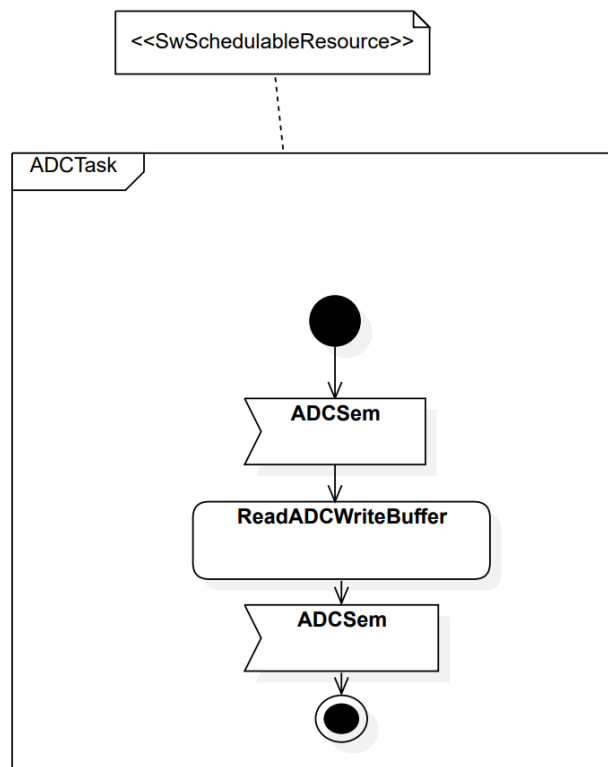 <<SwSchedulableResource>>
ADCTask
ADCSem
ReadADCWriteBuffer
ADCSem